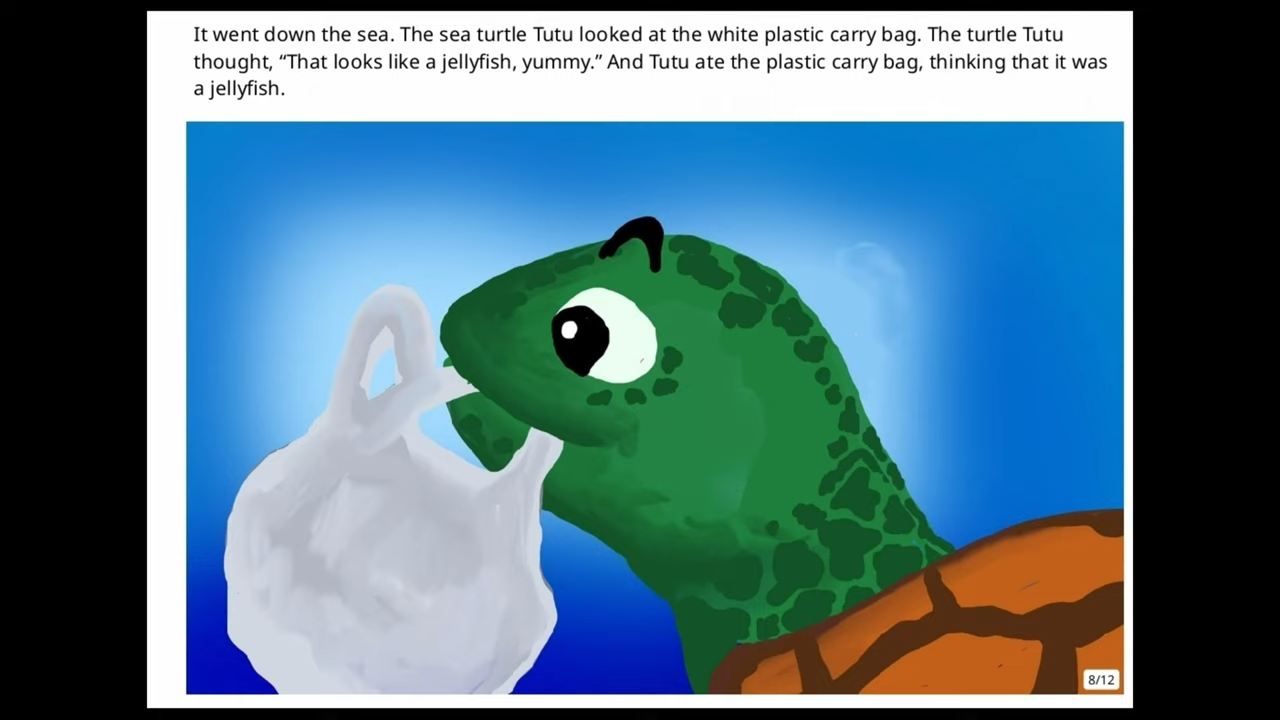 It went down the sea. The sea turtle Tutu looked at the white plastic carry bag. The turtle Tutu
thought, “That looks like a jellyfish, yummy.” And Tutu ate the plastic carry bag, thinking that it was
a jellyfish.
8/12